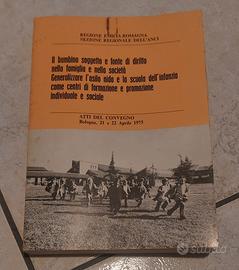 REGIONE EMILIA-ROMAGNA
SEZIONE REGIONALE DELL'ANCI
Il bambino soggetto e fonte di diritto
nella famiglia e nella società
Generalizzare l'asilo nido e la scuola dell'infanzia
come centri di formazione e promozione
individuale e sociale
ATTI DEL CONVEGNO
Bologna, 21 e 22 Aprile 1975
subito